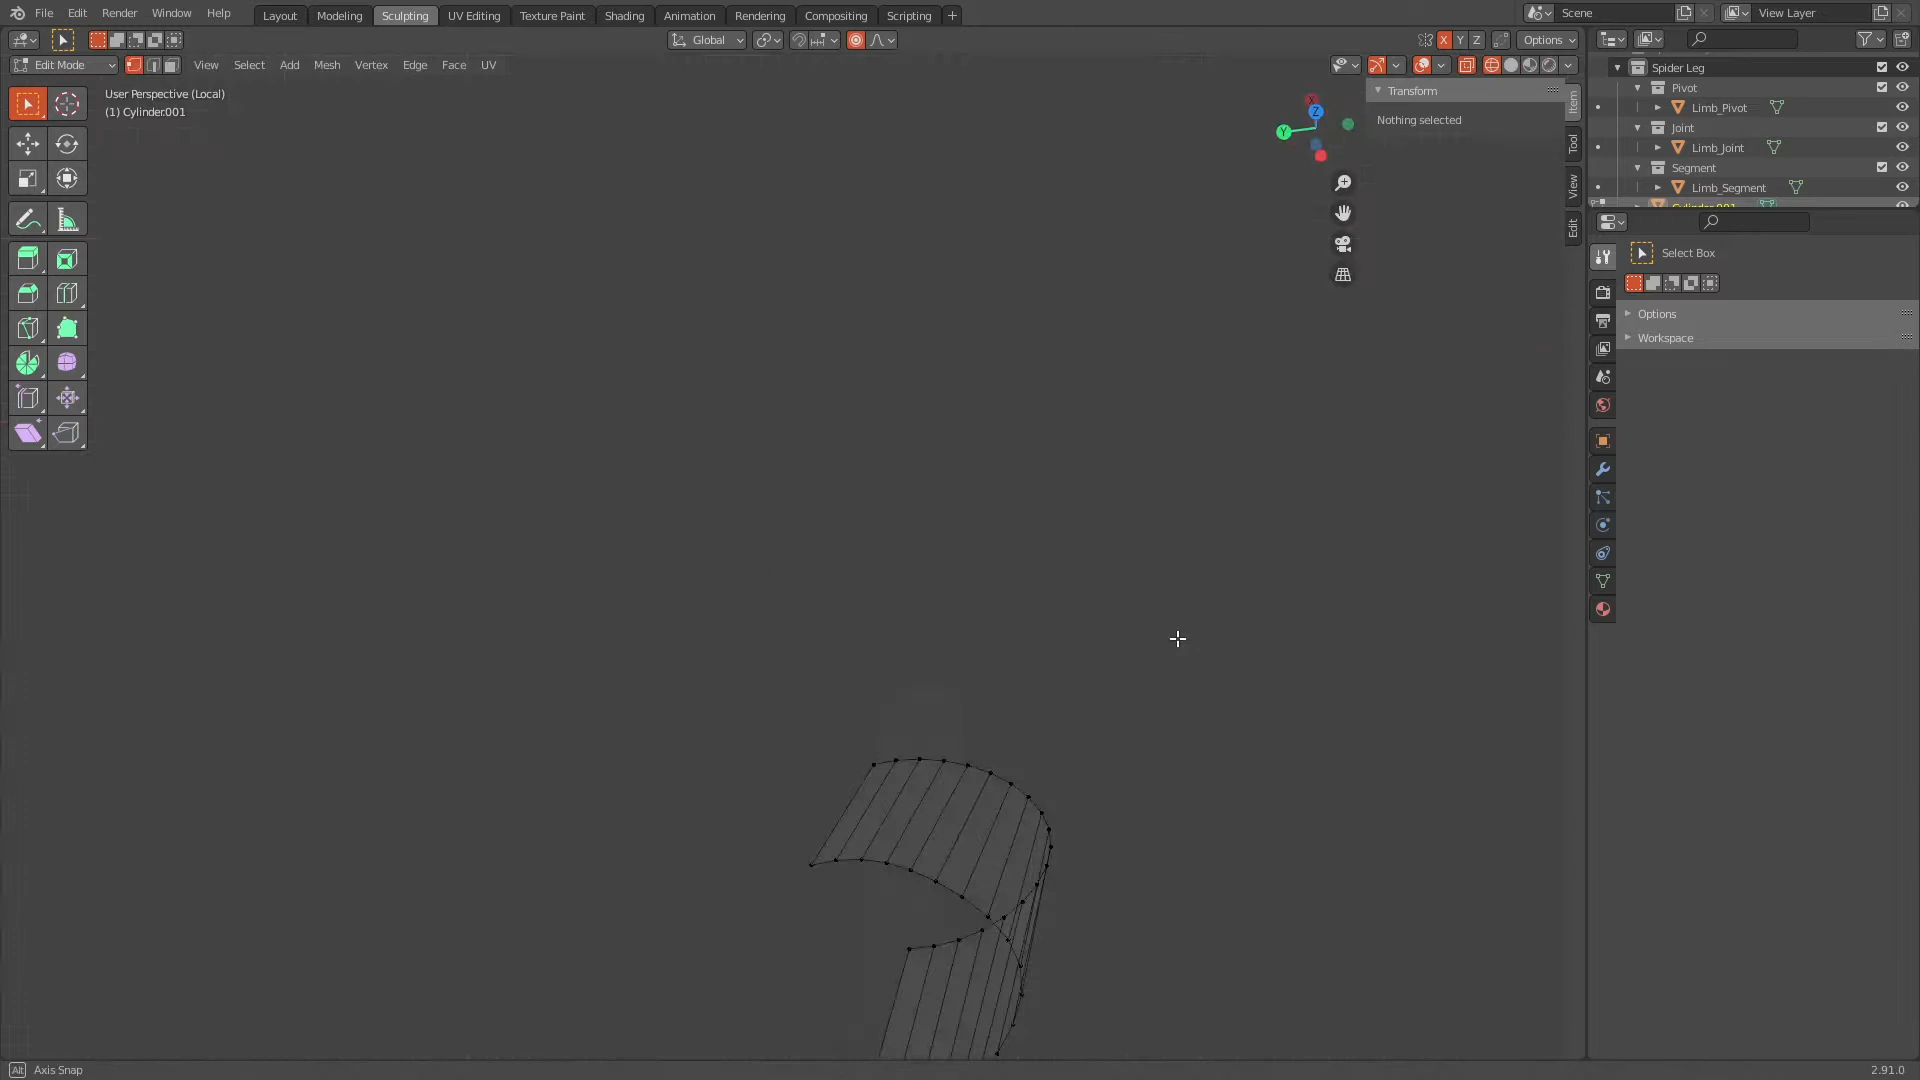 File Edit Render Window Help
Layout Modeling Sculpting UV Editing Texture Paint Shading Animation Rendering Compositing Scripting +
Scene View Layer
Global
X Y Z Options
Edit Mode View Select Add Mesh Vertex Edge Face UV
User Perspective (Local)
(1) Cylinder.001
X
Z
Y
Transform
Nothing selected
Item
Tool
View
Edit
Spider Leg
Pivot
Limb_Pivot
Joint
Limb_Joint
Segment
Limb_Segment
Cylinder.001
Select Box
Options
Workspace
Alt Axis Snap
2.91.0